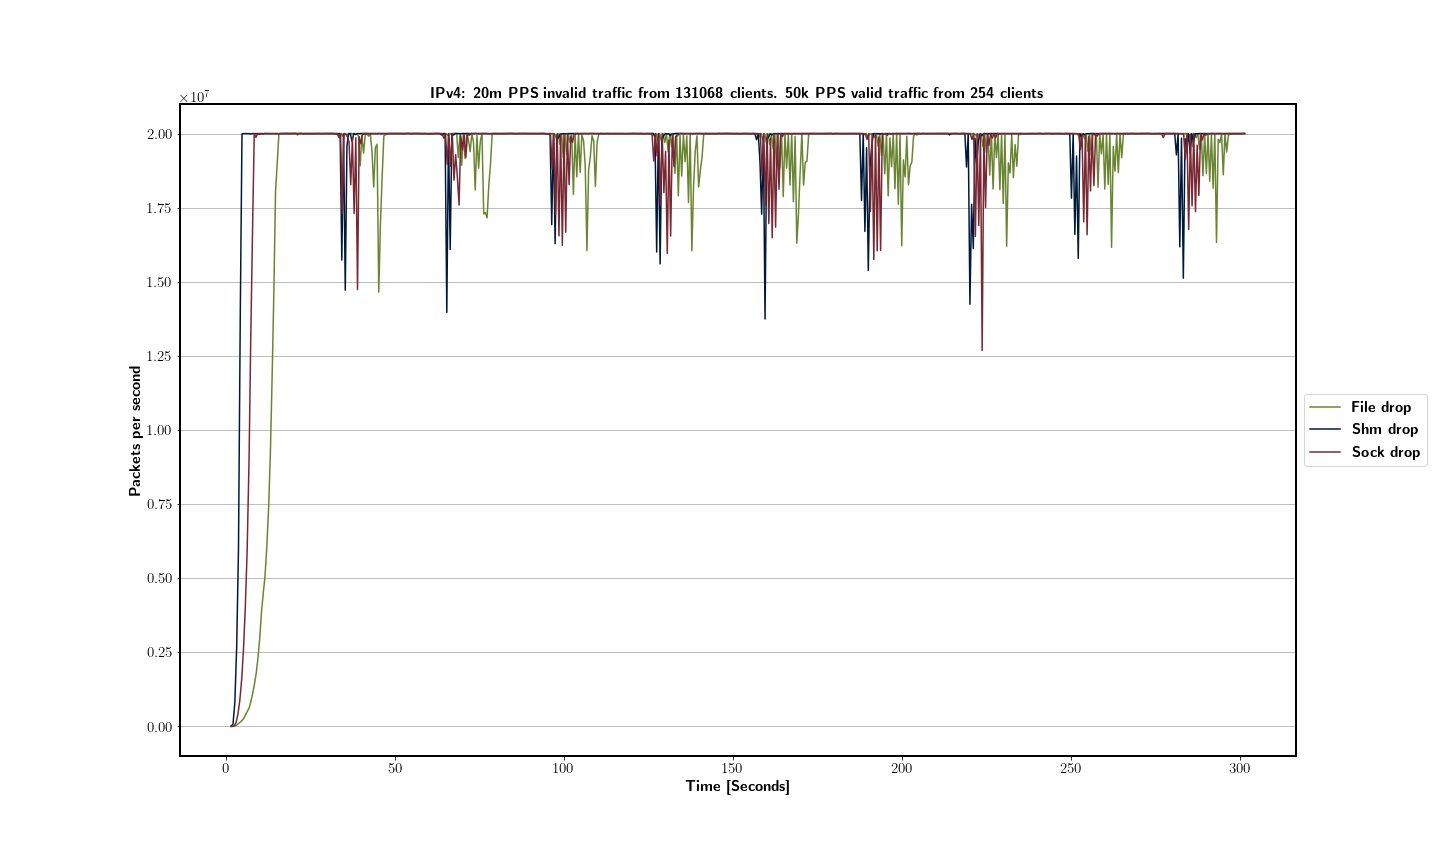 IPv4: 20m PPS invalid traffic from 131068 clients. 50k PPS valid traffic from 254 clients
×10⁷
2.00
1.75
1.50
1.25
1.00
0.75
0.50
0.25
0.00
Packets per second
0 50 100 150 200 250 300
Time [Seconds]
File drop
Shm drop
Sock drop